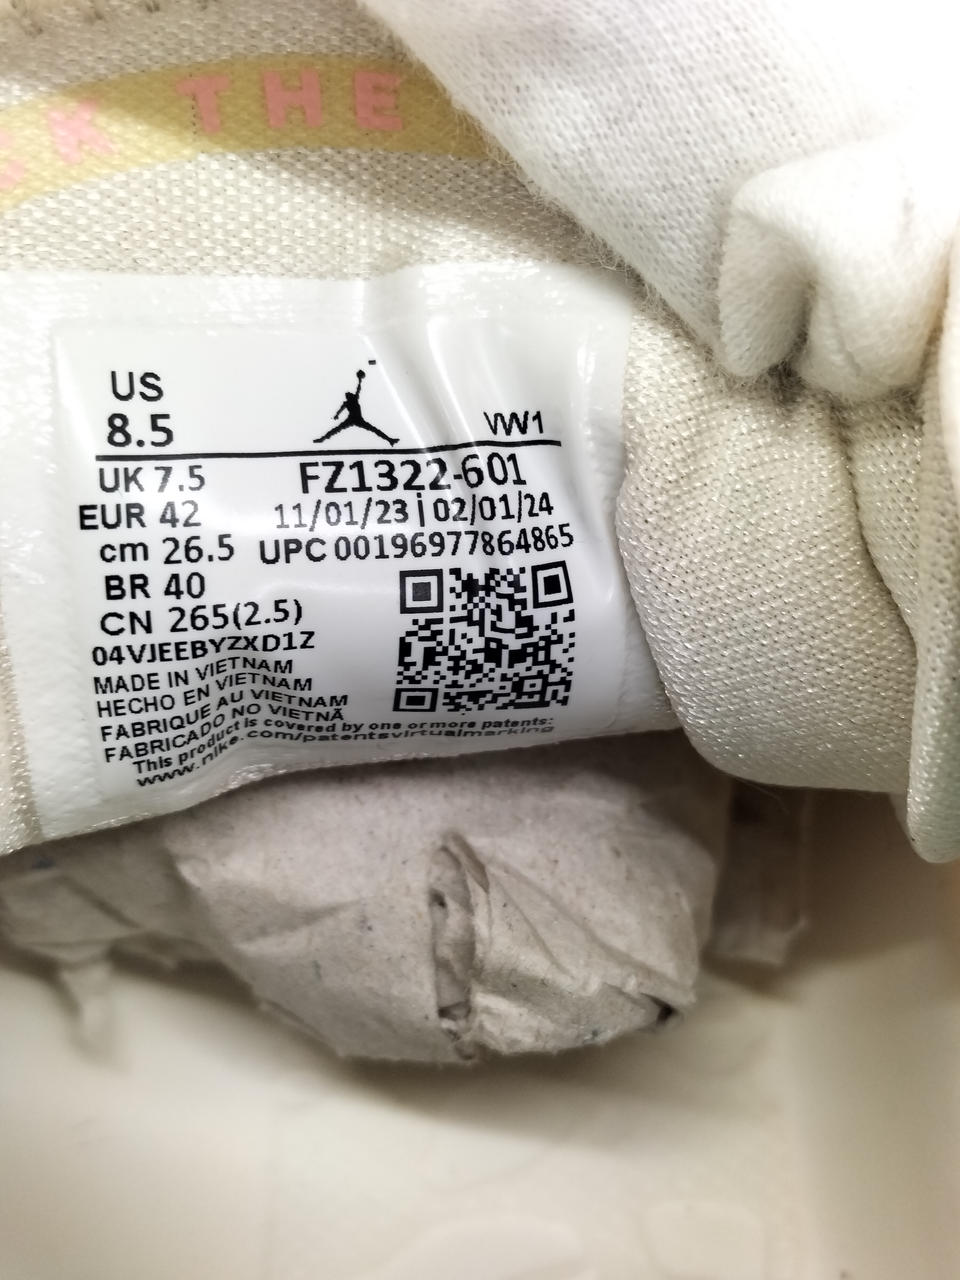 CK THE
US
8.5
VW1
UK 7.5
FZ1322-601
EUR 42
11/01/23 | 02/01/24
cm 26.5
UPC 00196977864865
BR 40
CN 265(2.5)
04VJEEBYZXD1Z
MADE IN VIETNAM
HECHO EN VIETNAM
FABRIQUE AU VIETNAM
FABRICADO NO VIETNÃ
This product is covered by one or more patents:
www.nike.com/patentsvirtualmarking